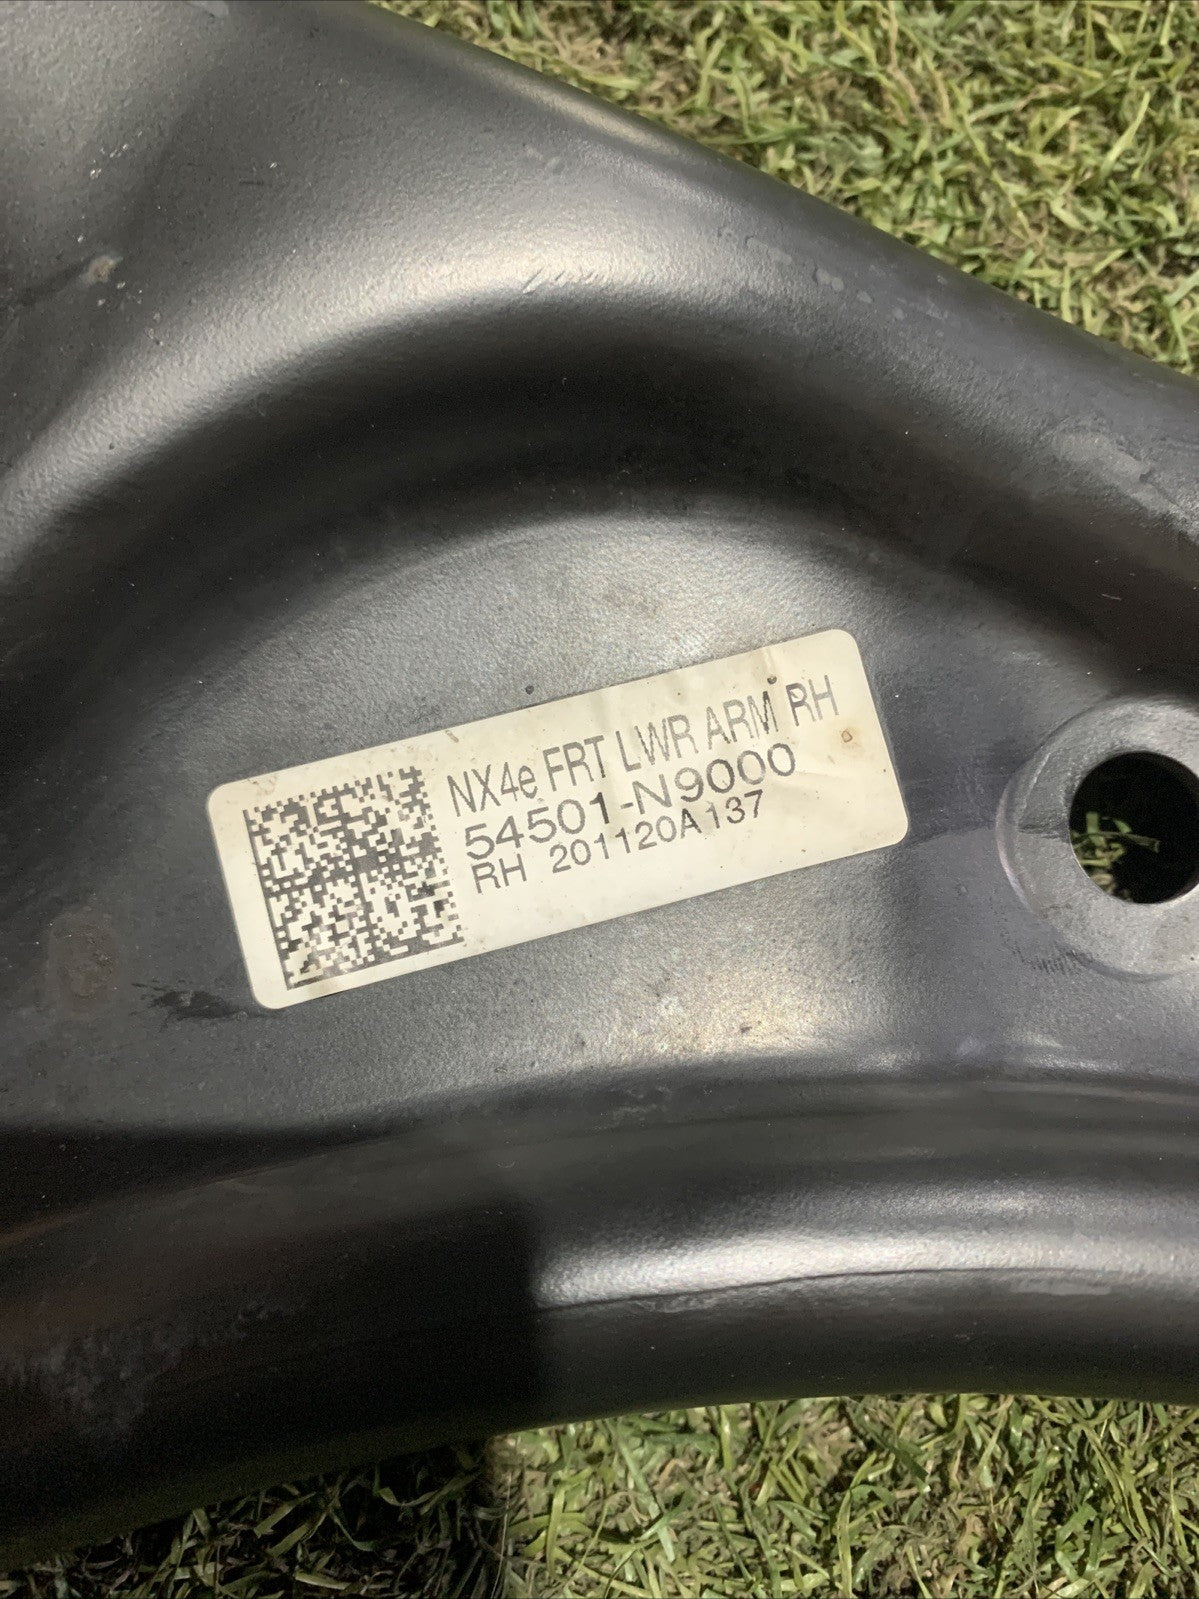 NX4e FRT LWR ARM RH
54501-N9000
RH 201120A137